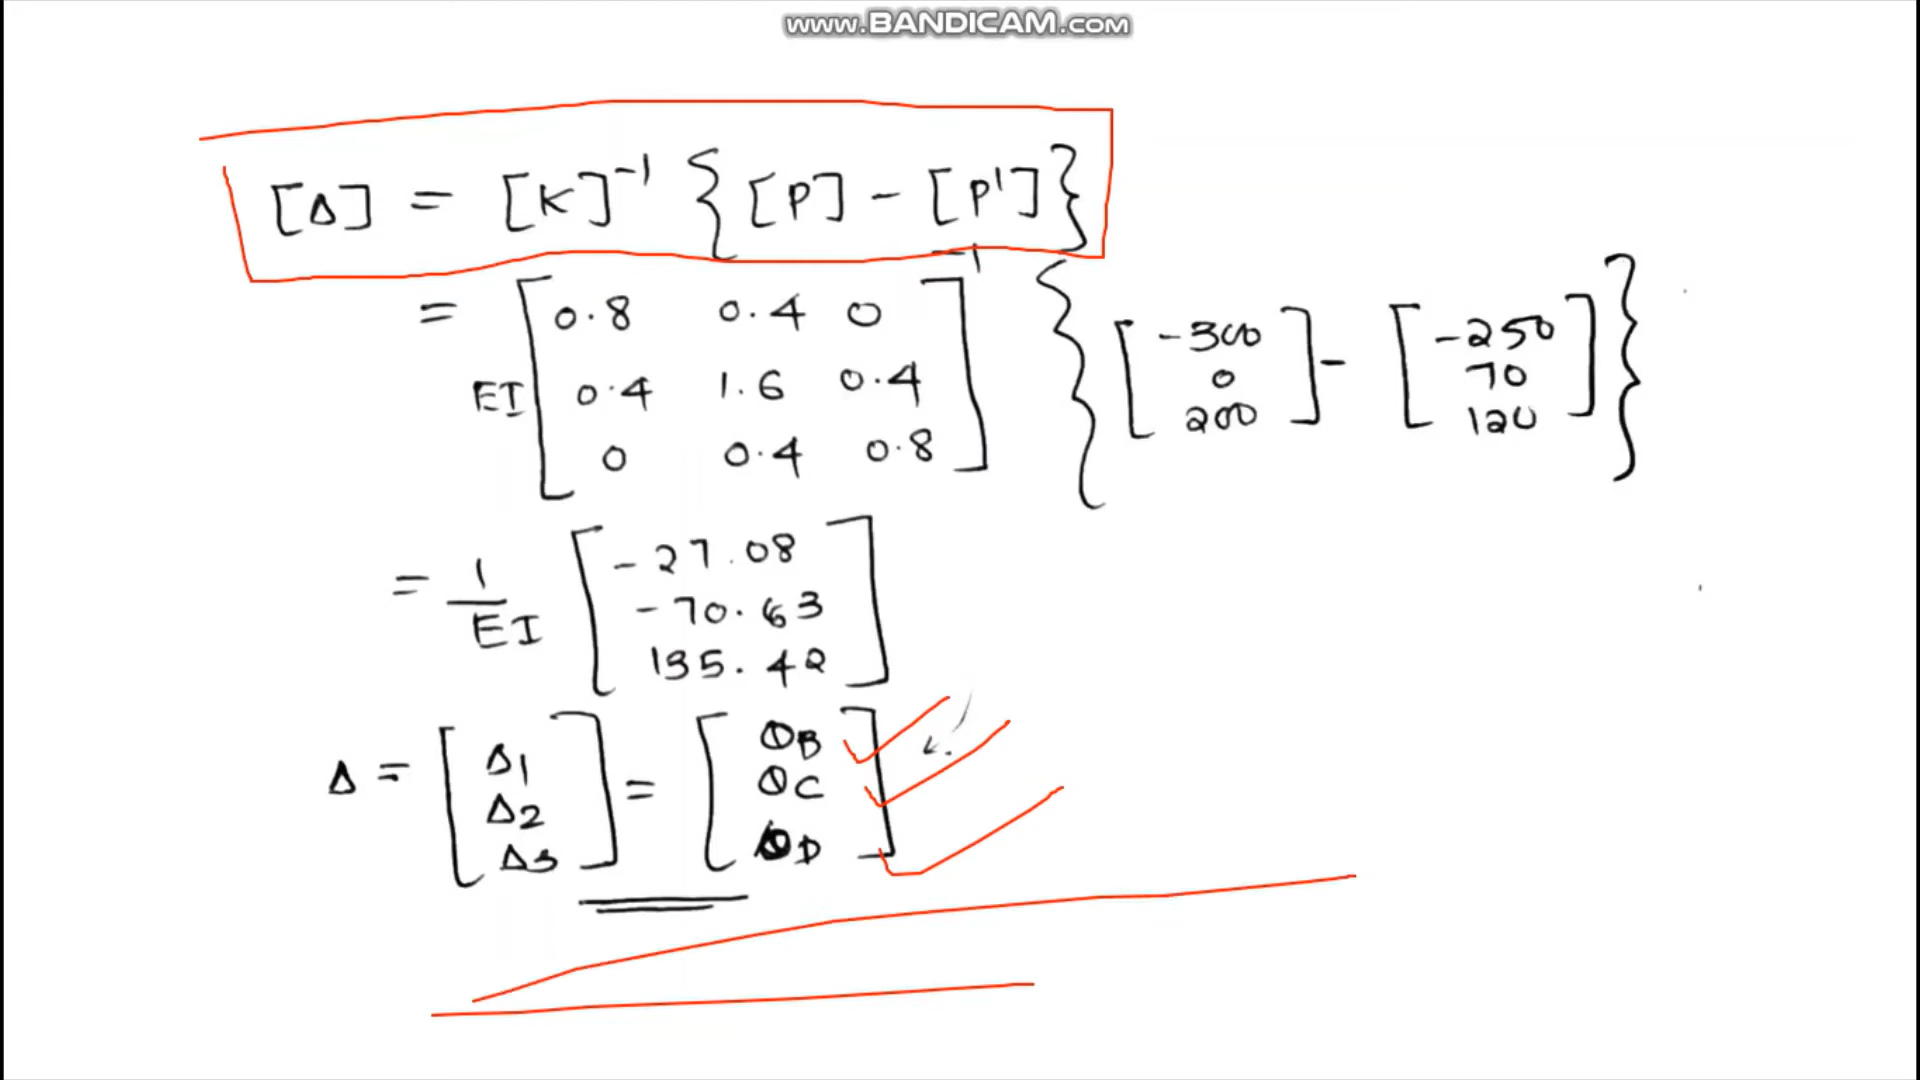 www.BANDICAM.com
[Δ] = [K]⁻¹ { [P] - [P'] }
= EI [ 0.8 0.4 0 ]⁻¹ { [ -300 ] - [ -250 ] }
0.4 1.6 0.4 0 70
0 0.4 0.8 200 120
= 1/EI [ -27.08
-70.63
135.42 ]
Δ = [ Δ1 ] = [ θB ]
Δ2 θC
Δ3 θD